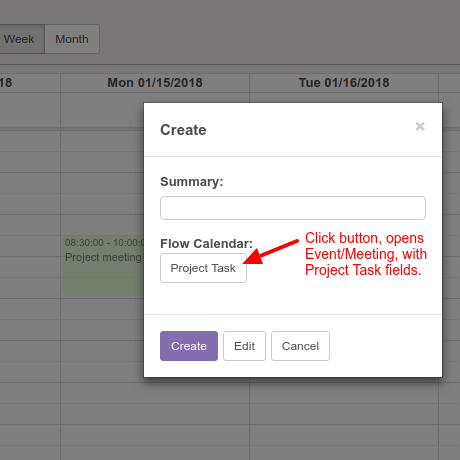 Week Month
18 Mon 01/15/2018 Tue 01/16/2018
Create ×
Summary:
08:30:00 - 10:00:0
Project meeting
Flow Calendar:
Project Task
Click button, opens
Event/Meeting, with
Project Task fields.
Create Edit Cancel